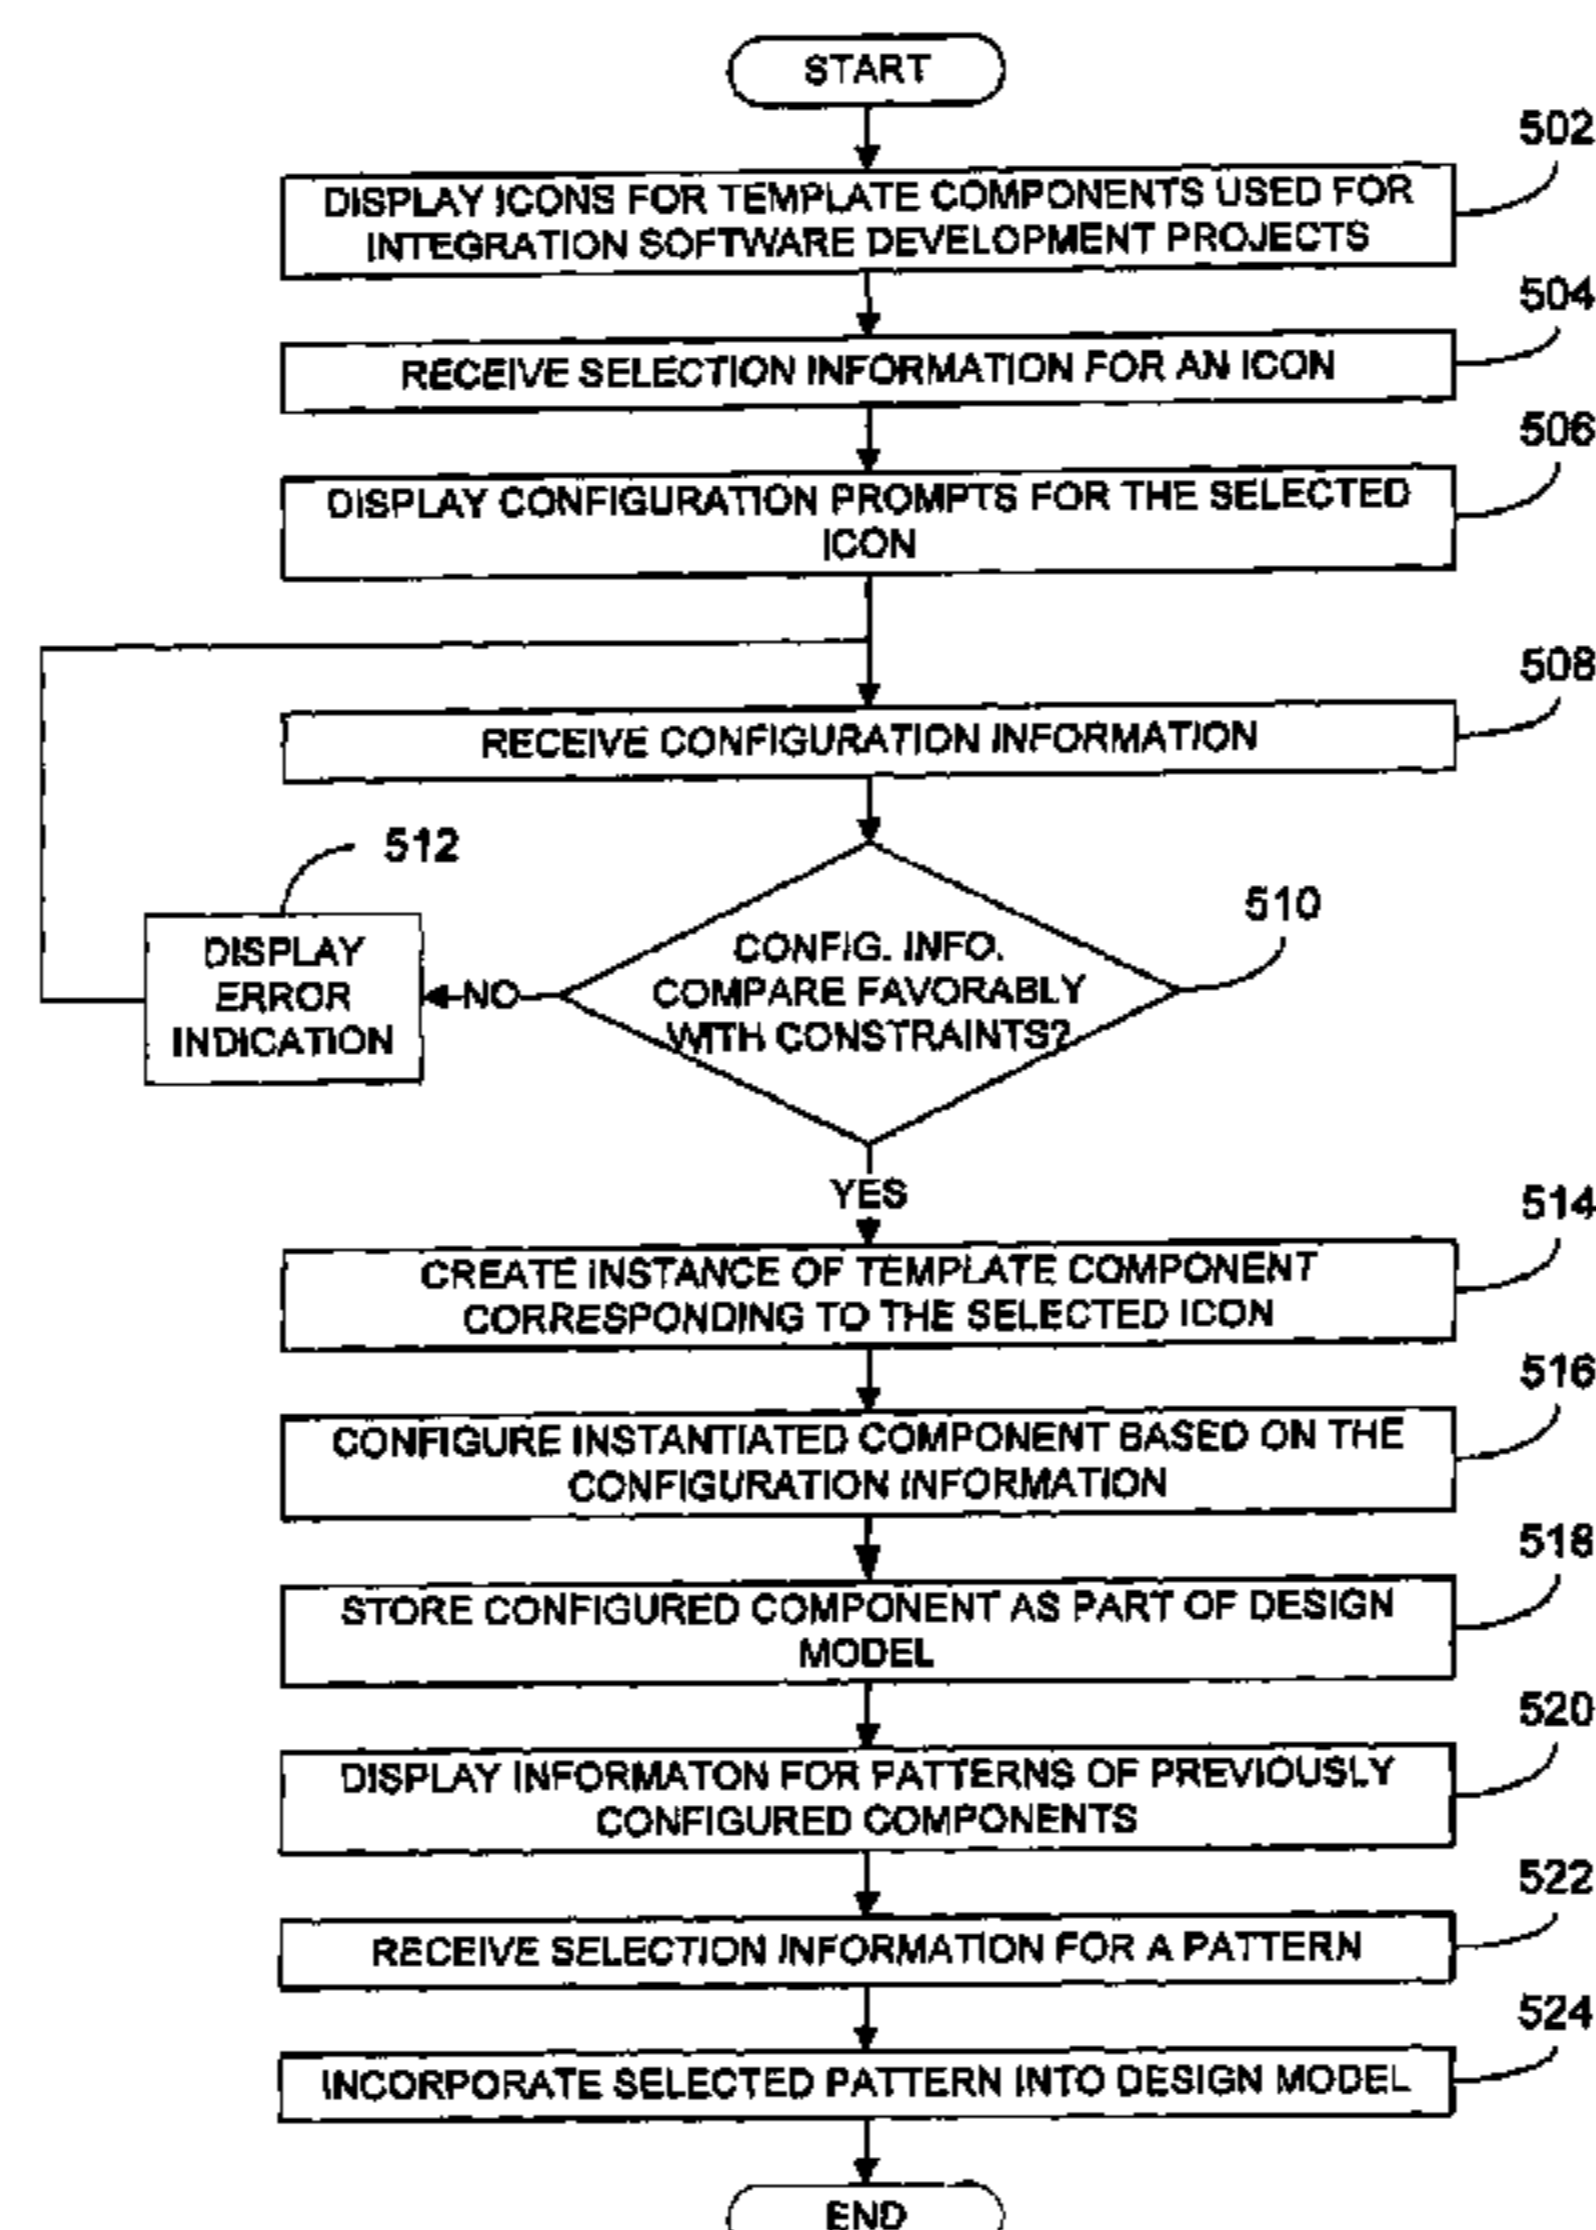 START
502
DISPLAY ICONS FOR TEMPLATE COMPONENTS USED FOR
INTEGRATION SOFTWARE DEVELOPMENT PROJECTS
504
RECEIVE SELECTION INFORMATION FOR AN ICON
506
DISPLAY CONFIGURATION PROMPTS FOR THE SELECTED
ICON
508
RECEIVE CONFIGURATION INFORMATION
512
510
DISPLAY
ERROR
INDICATION
NO
CONFIG. INFO.
COMPARE FAVORABLY
WITH CONSTRAINTS?
YES
514
CREATE INSTANCE OF TEMPLATE COMPONENT
CORRESPONDING TO THE SELECTED ICON
516
CONFIGURE INSTANTIATED COMPONENT BASED ON THE
CONFIGURATION INFORMATION
518
STORE CONFIGURED COMPONENT AS PART OF DESIGN
MODEL
520
DISPLAY INFORMATON FOR PATTERNS OF PREVIOUSLY
CONFIGURED COMPONENTS
522
RECEIVE SELECTION INFORMATION FOR A PATTERN
524
INCORPORATE SELECTED PATTERN INTO DESIGN MODEL
END